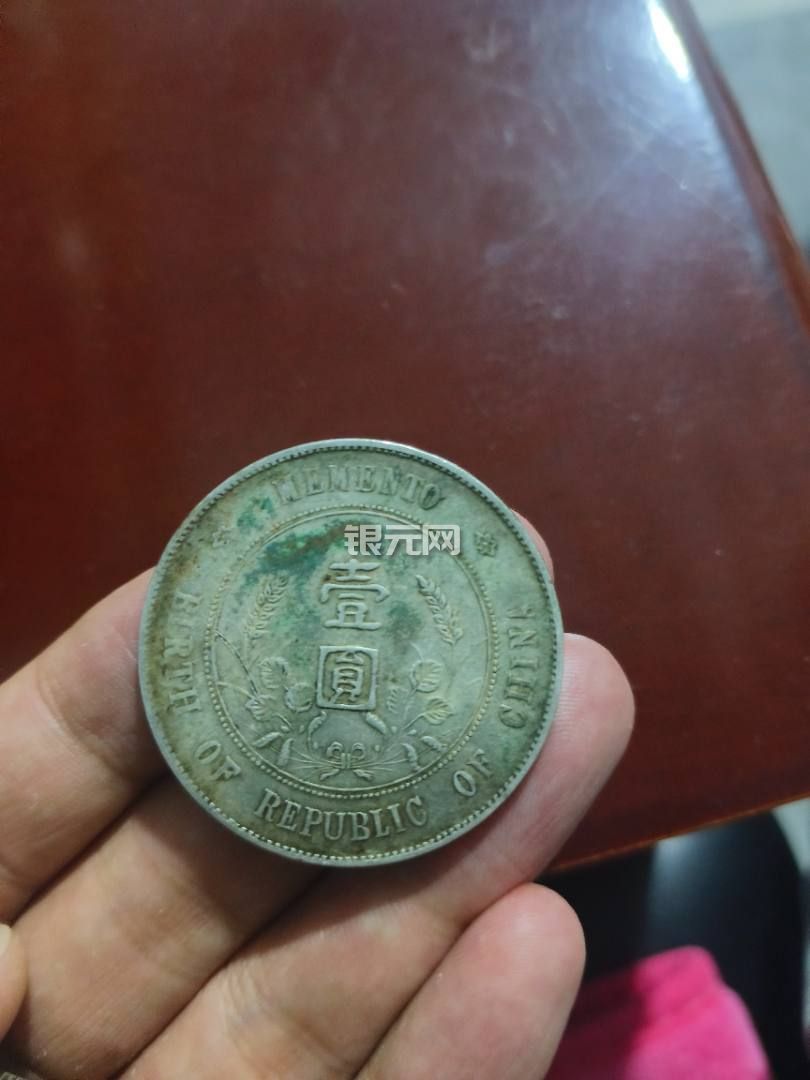 MEMENTO
银元网
壹
圓
BIRTH OF REPUBLIC OF CHINA